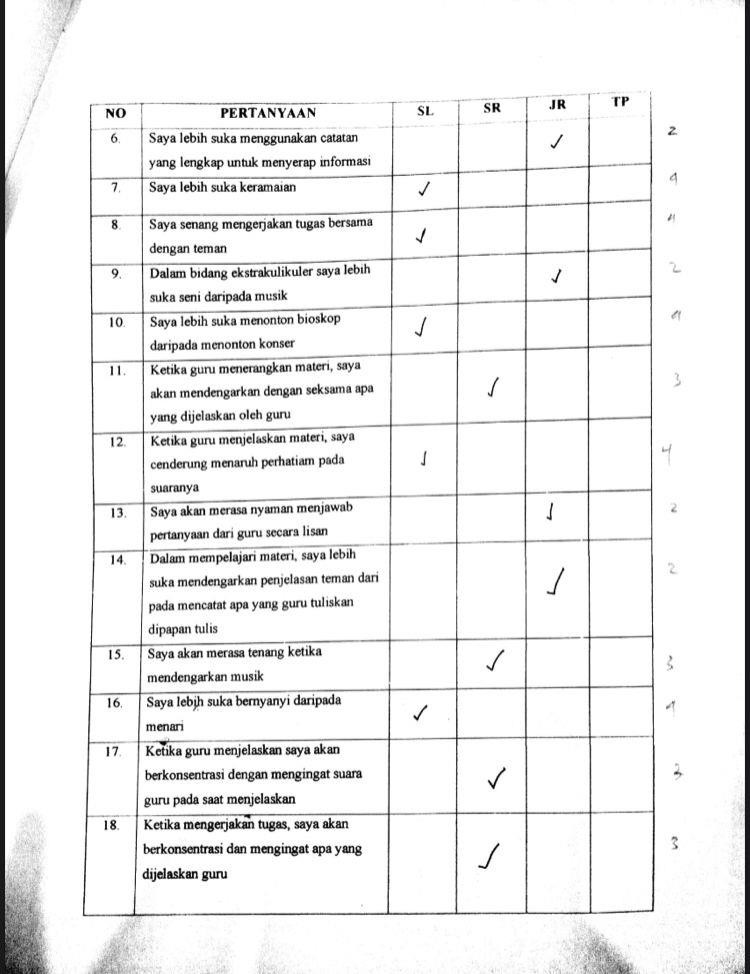 NO PERTANYAAN SL SR JR TP
6. Saya lebih suka menggunakan catatan ✓ 2
yang lengkap untuk menyerap informasi
7. Saya lebih suka keramaian ✓ 4
8. Saya senang mengerjakan tugas bersama ✓ 4
dengan teman
9. Dalam bidang ekstrakulikuler saya lebih ✓ 2
suka seni daripada musik
10. Saya lebih suka menonton bioskop ✓ 4
daripada menonton konser
11. Ketika guru menerangkan materi, saya
akan mendengarkan dengan seksama apa ✓ 3
yang dijelaskan oleh guru
12. Ketika guru menjelaskan materi, saya
cenderung menaruh perhatiam pada ✓ 4
suaranya
13. Saya akan merasa nyaman menjawab ✓ 2
pertanyaan dari guru secara lisan
14. Dalam mempelajari materi, saya lebih
suka mendengarkan penjelasan teman dari ✓ 2
pada mencatat apa yang guru tuliskan
dipapan tulis
15. Saya akan merasa tenang ketika ✓ 3
mendengarkan musik
16. Saya lebih suka bernyanyi daripada ✓ 4
menari
17. Ketika guru menjelaskan saya akan
berkonsentrasi dengan mengingat suara ✓ 3
guru pada saat menjelaskan
18. Ketika mengerjakan tugas, saya akan
berkonsentrasi dan mengingat apa yang ✓ 3
dijelaskan guru